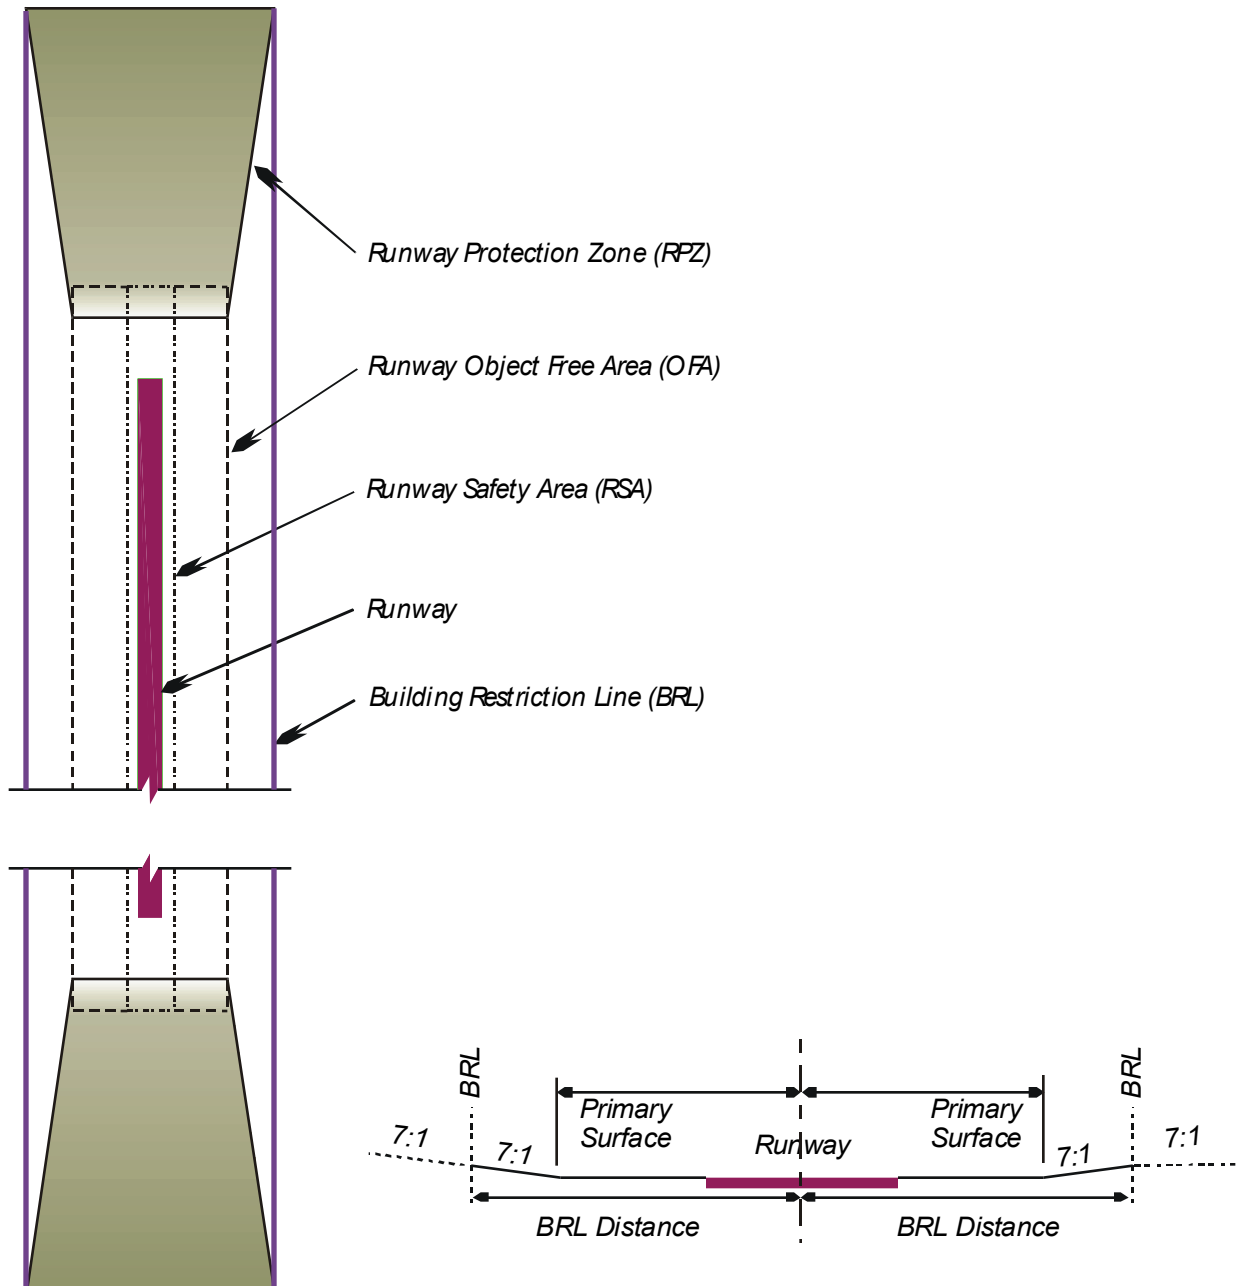 Runway Protection Zone (RPZ)
Runway Object Free Area (OFA)
Runway Safety Area (RSA)
Runway
Building Restriction Line (BRL)
BRL
BRL
Primary
Surface
Primary
Surface
7:1
7:1
Runway
7:1
7:1
BRL Distance
BRL Distance